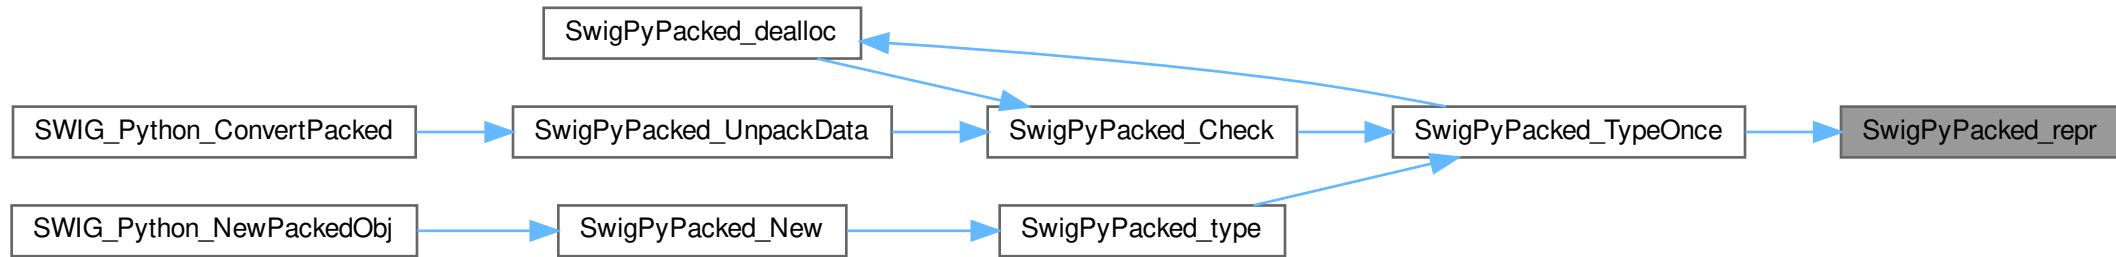 SwigPyPacked_dealloc
SWIG_Python_ConvertPacked
SwigPyPacked_UnpackData
SwigPyPacked_Check
SwigPyPacked_TypeOnce
SwigPyPacked_repr
SWIG_Python_NewPackedObj
SwigPyPacked_New
SwigPyPacked_type